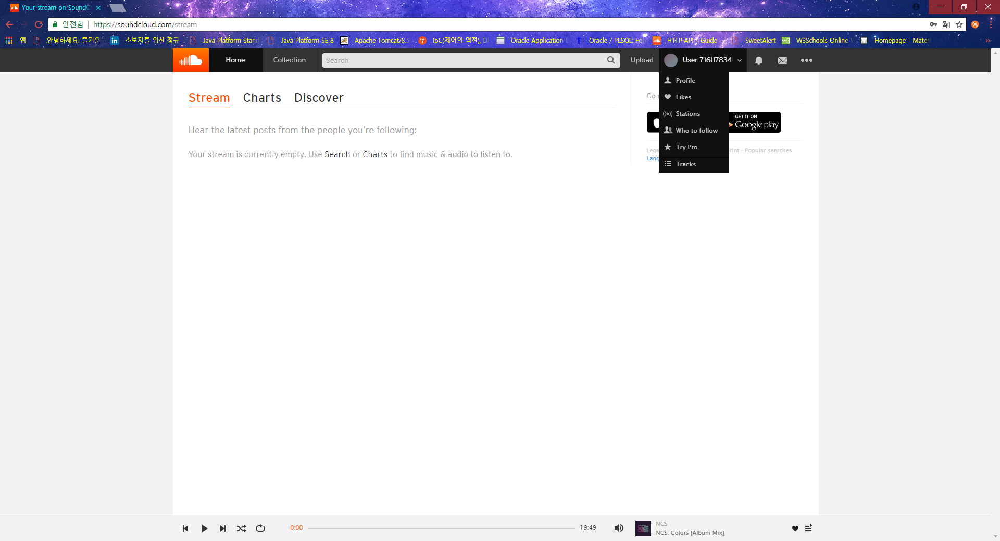 Your stream on SoundC
안전함 https://soundcloud.com/stream
앱 안녕하세요. 즐거운 초보자를 위한 정규 Java Platform Stand Java Platform SE 8 Apache Tomcat/8.5 IoC(제어의 역전), D Oracle Application Oracle / PLSQL: HTTP API - Guide SweetAlert W3Schools Online Homepage - Materi
Home Collection Search Upload User 716117834
Profile
Stream Charts Discover
Go
Likes
Stations
GET IT ON
Google play
Hear the latest posts from the people you’re following:
Who to follow
Your stream is currently empty. Use Search or Charts to find music & audio to listen to.
Try Pro
Popular searches
Tracks
0:00 19:49
NCS
NCS: Colors [Album Mix]